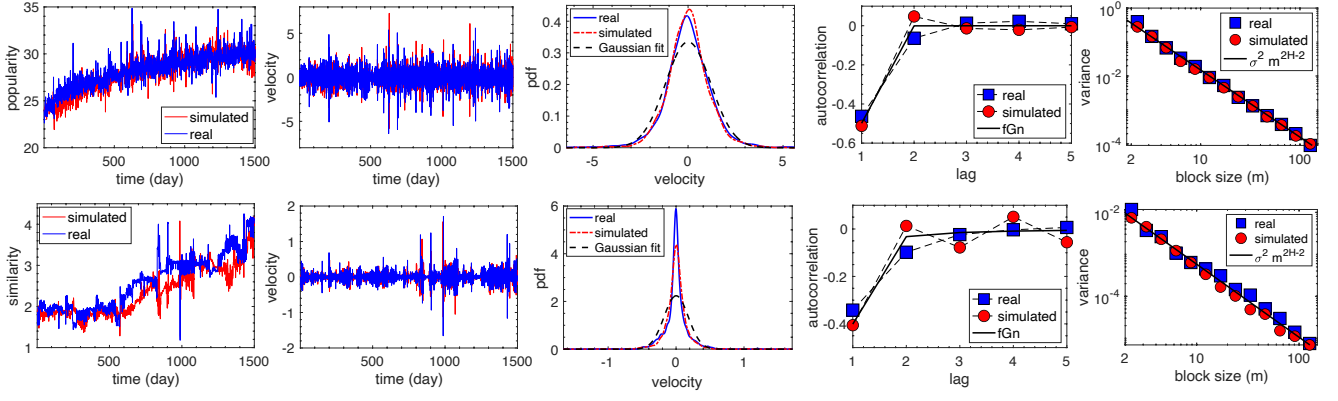 35
30
25
20
popularity
500 1000 1500
time (day)
simulated
real
5
0
-5
velocity
500 1000 1500
time (day)
0.5
0.4
0.3
0.2
0.1
0
pdf
-5 0 5
velocity
real
simulated
Gaussian fit
0
-0.2
-0.4
-0.6
autocorrelation
1 2 3 4 5
lag
real
simulated
fGn
10^0
10^-2
10^-4
variance
2 10 100
block size (m)
real
simulated
σ^2 m^2H-2
4
3
2
1
similarity
500 1000 1500
time (day)
simulated
real
2
1
0
-1
-2
velocity
500 1000 1500
time (day)
6
4
2
0
pdf
-1 0 1
velocity
real
simulated
Gaussian fit
0
-0.2
-0.4
autocorrelation
1 2 3 4 5
lag
real
simulated
fGn
10^-2
10^-4
variance
2 10 100
block size (m)
real
simulated
σ^2 m^2H-2